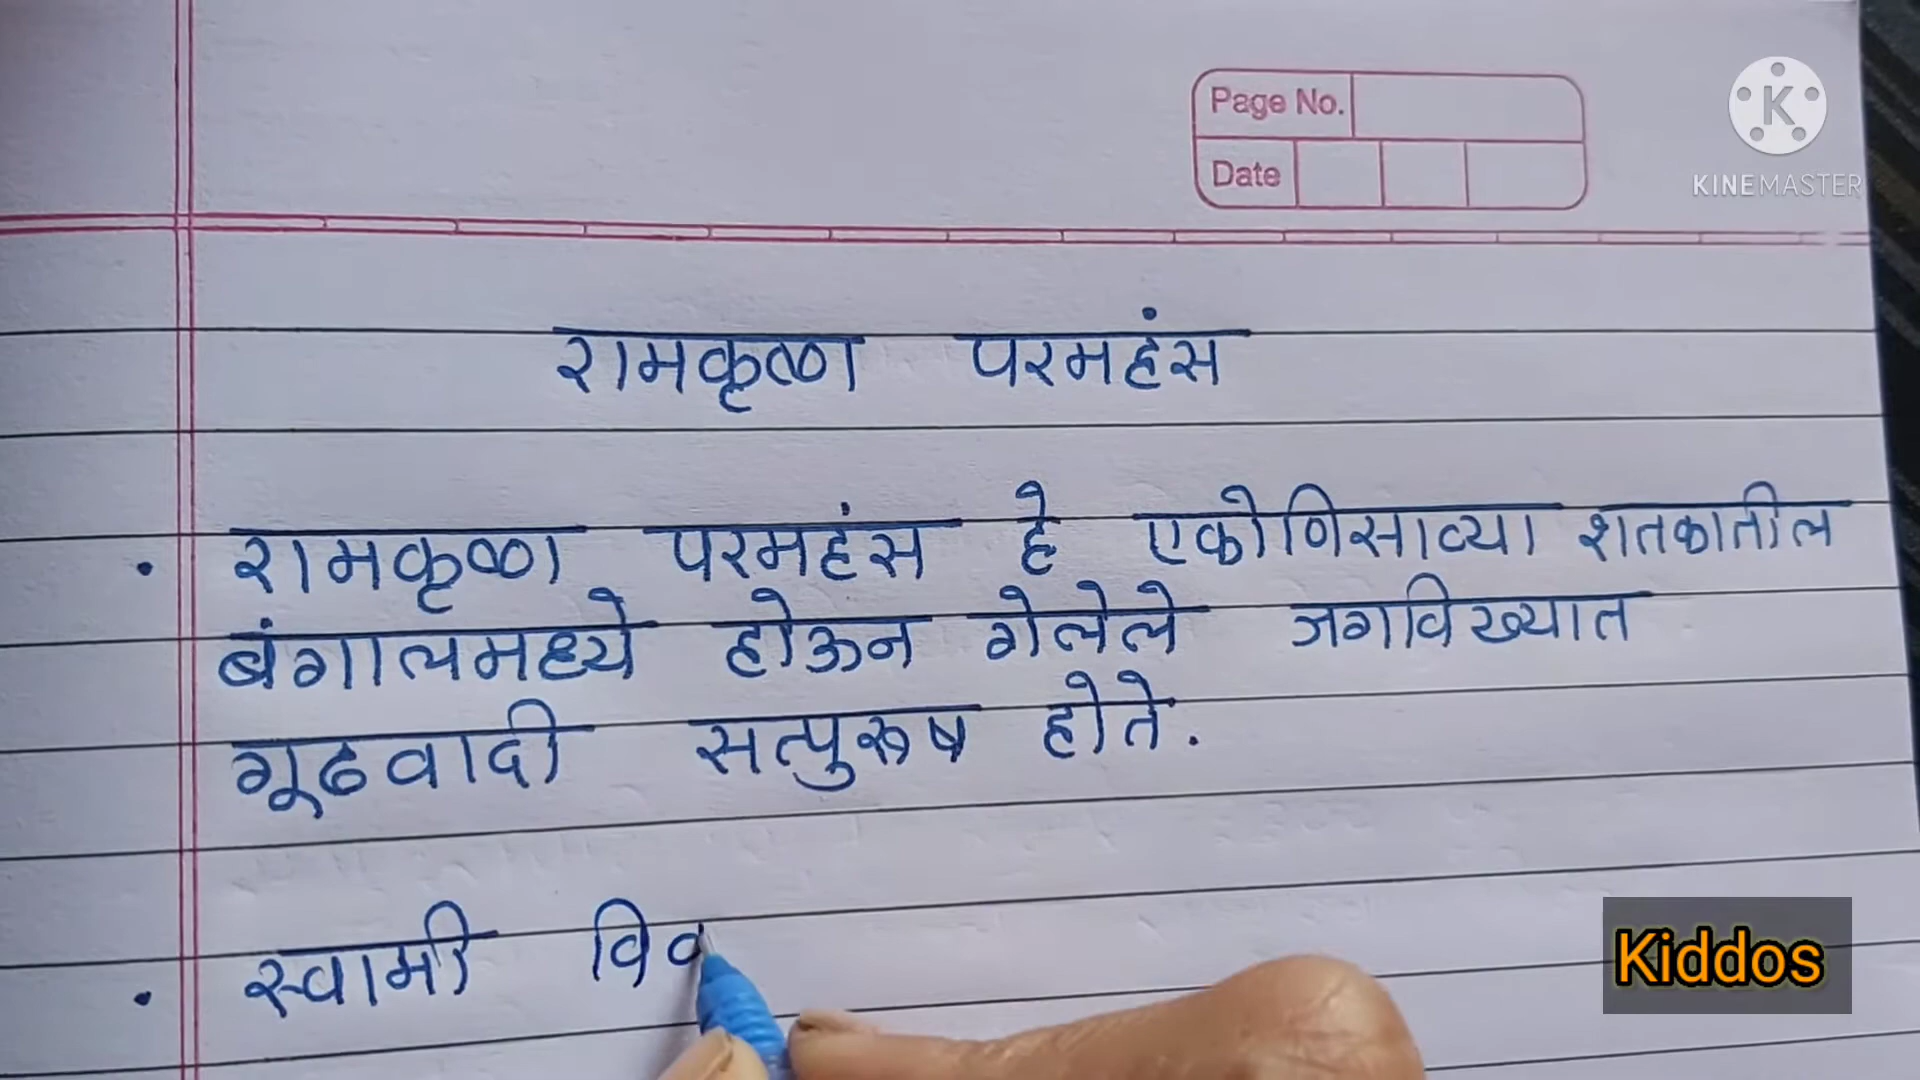 Page No.
Date
K
KINEMASTER
रामकृष्ण परमहंस
• रामकृष्ण परमहंस हे एकोणिसाव्या शतकातील
बंगालमध्ये होऊन गेलेले जगविख्यात
गूढवादी सत्पुरुष होते.
• स्वामी वि
Kiddos